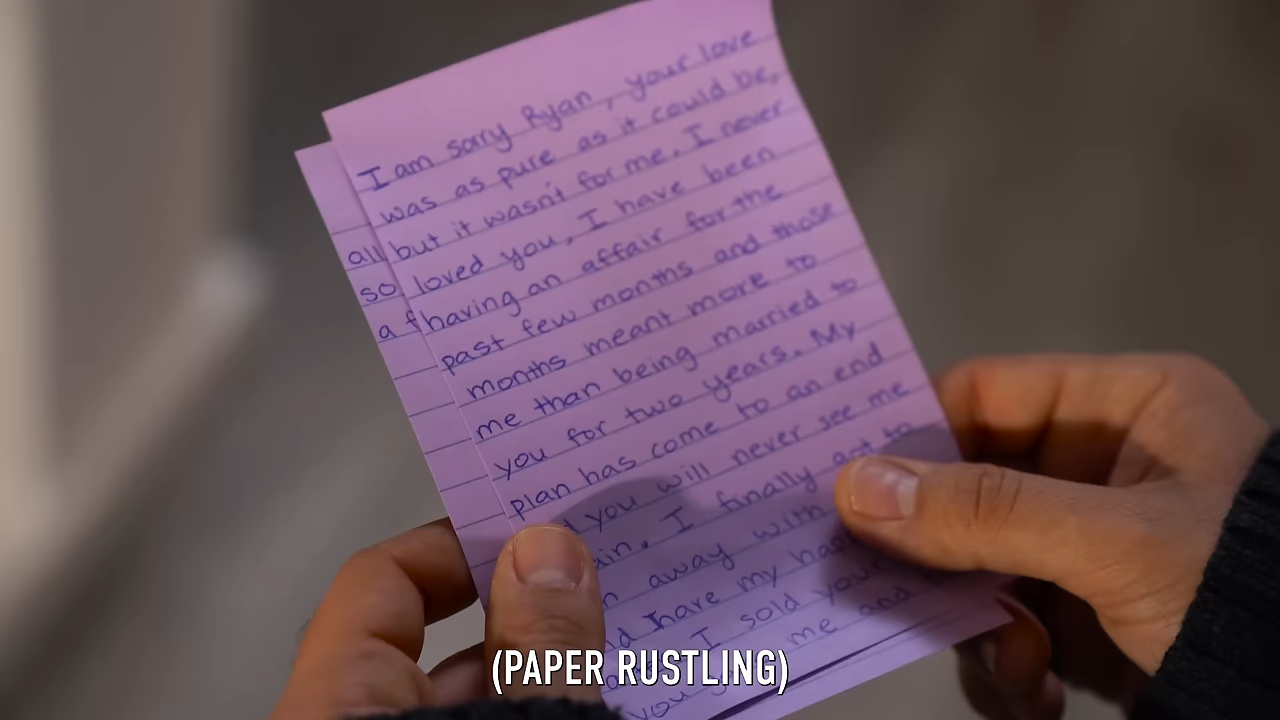 I am sorry Ryan, your love
was as pure as it could be,
but it wasn't for me. I never
loved you, I have been
having an affair for the
past few months and those
months meant more to
me than being married to
you for two years. My
plan has come to an end
you will never see me
I finally got to
away with
have my
I sold
you me and
all
so
a
(PAPER RUSTLING)